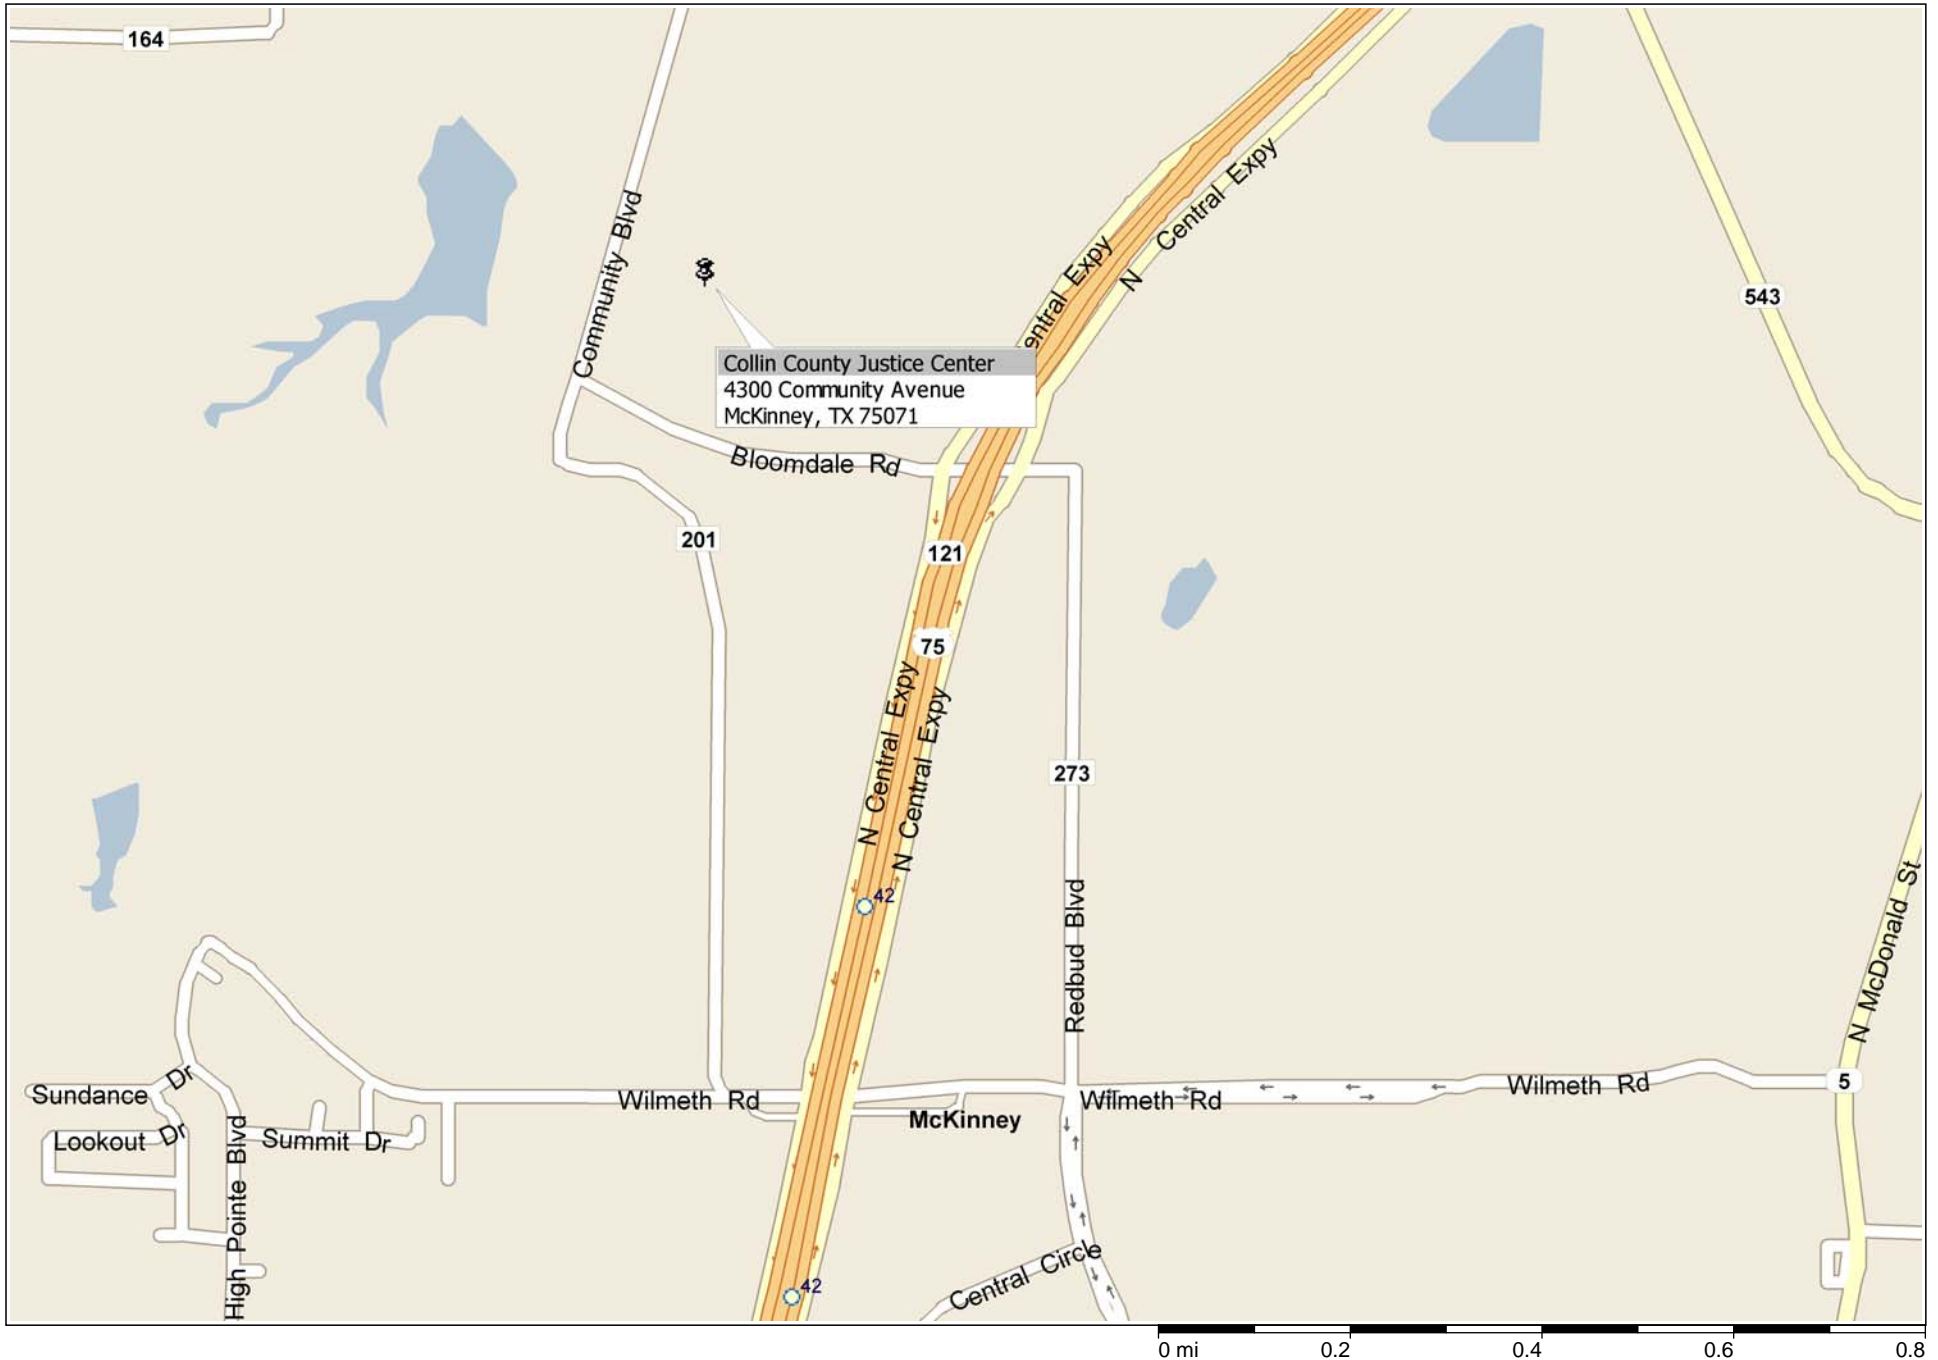 164
Community Blvd
N Central Expy
entral Expy
543
Collin County Justice Center
4300 Community Avenue
McKinney, TX 75071
Bloomdale Rd
201
121
75
N Central Expy
N Central Expy
273
42
Redbud Blvd
N McDonald St
Sundance Dr
Wilmeth Rd
Wilmeth Rd
Wilmeth Rd
5
McKinney
Lookout Dr
Summit Dr
High Pointe Blvd
Central Circle
42
0 mi 0.2 0.4 0.6 0.8